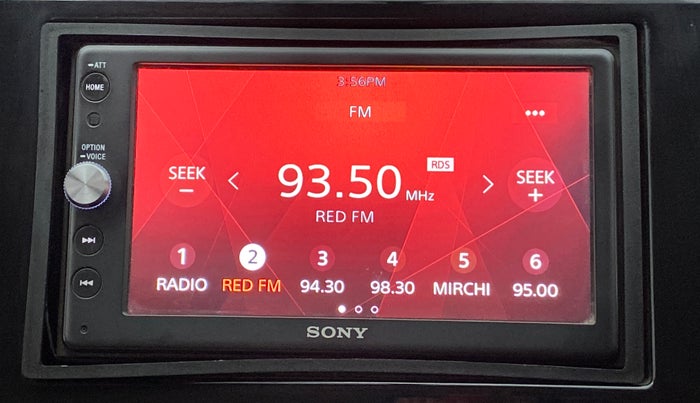 ATT
HOME
OPTION
VOICE
3:56PM
FM
•••
SEEK −
< 93.50 MHz >
RDS
SEEK +
RED FM
1 2 3 4 5 6
RADIO RED FM 94.30 98.30 MIRCHI 95.00
SONY